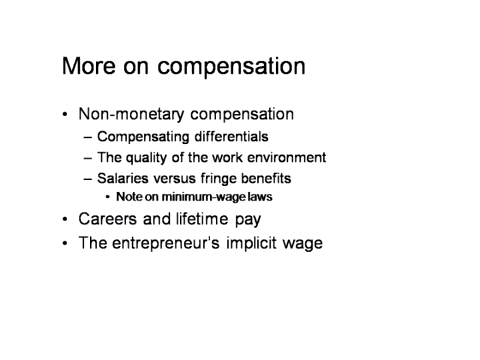 More on compensation
• Non-monetary compensation
– Compensating differentials
– The quality of the work environment
– Salaries versus fringe benefits
• Note on minimum-wage laws
• Careers and lifetime pay
• The entrepreneur's implicit wage